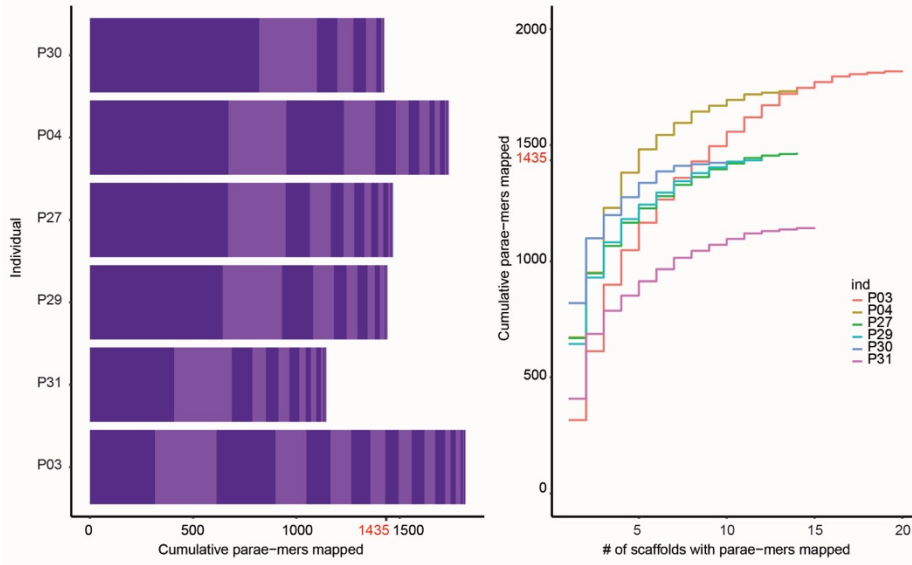 P30
P04
P27
P29
P31
P03
Individual
0
500
1000
1435
1500
Cumulative parae−mers mapped
2000
1500
1435
1000
500
0
Cumulative parae−mers mapped
5
10
15
20
# of scaffolds with parae−mers mapped
ind
P03
P04
P27
P29
P30
P31